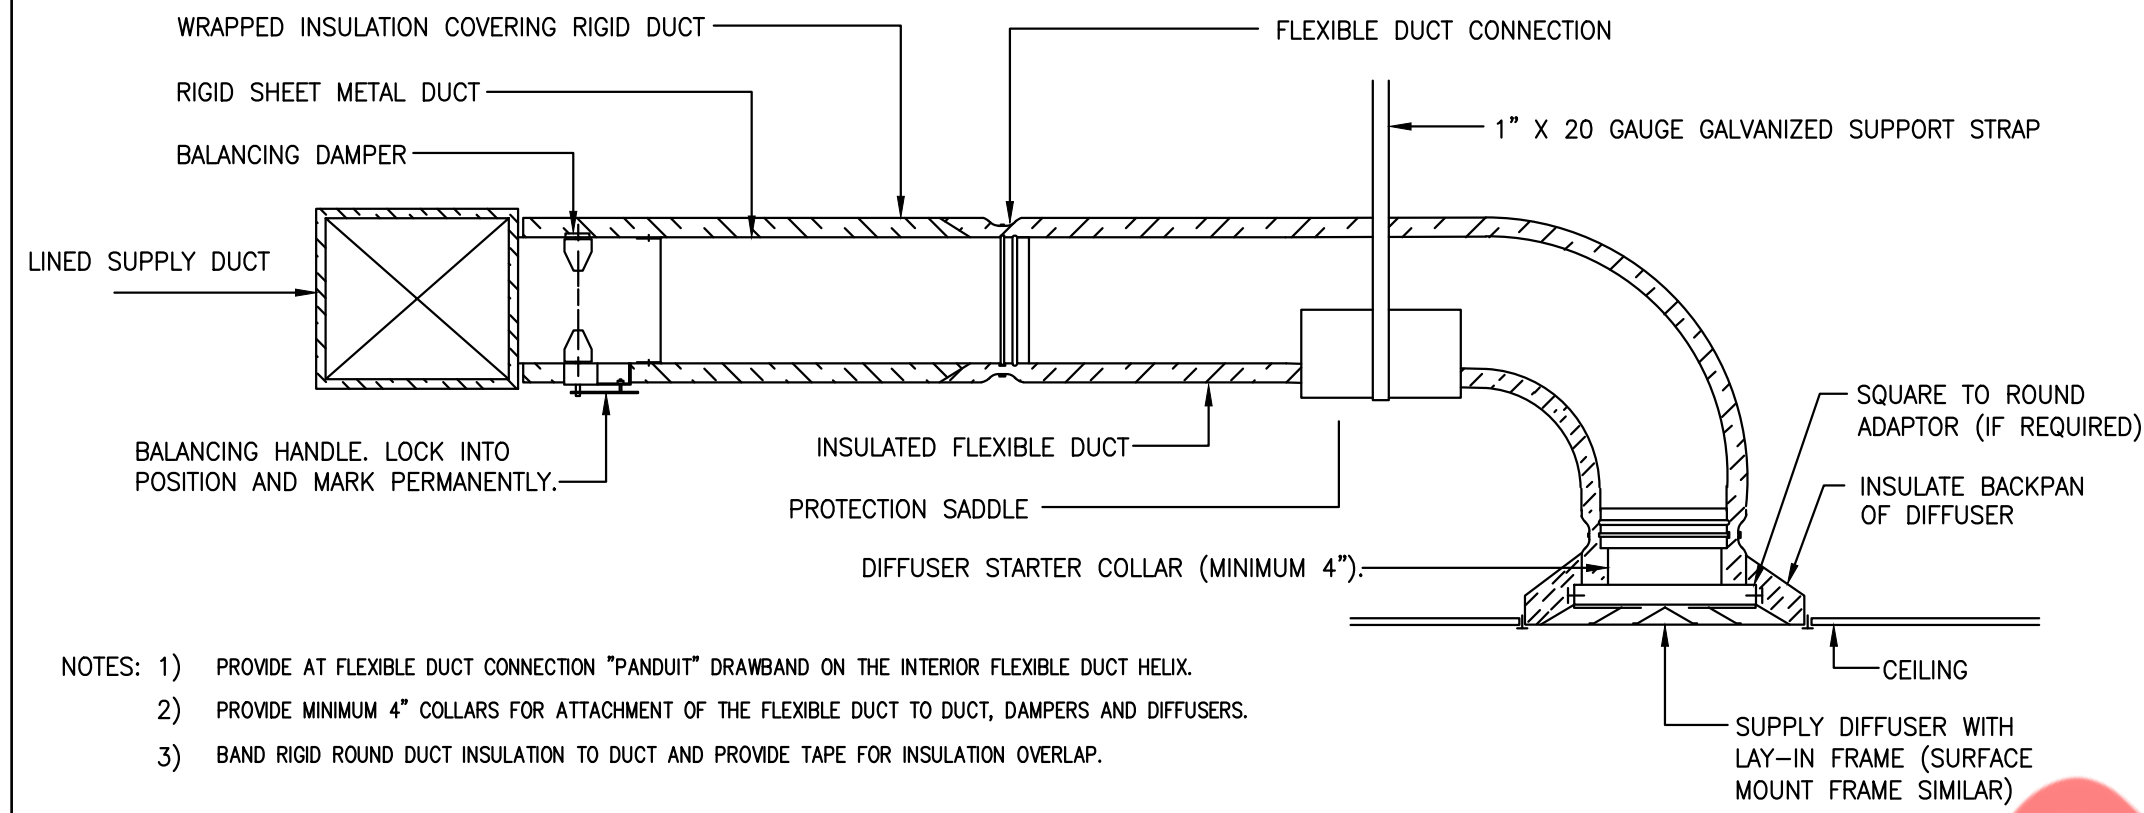 WRAPPED INSULATION COVERING RIGID DUCT
FLEXIBLE DUCT CONNECTION
RIGID SHEET METAL DUCT
1” X 20 GAUGE GALVANIZED SUPPORT STRAP
BALANCING DAMPER
LINED SUPPLY DUCT
SQUARE TO ROUND
ADAPTOR (IF REQUIRED)
BALANCING HANDLE. LOCK INTO
POSITION AND MARK PERMANENTLY.
INSULATED FLEXIBLE DUCT
INSULATE BACKPAN
OF DIFFUSER
PROTECTION SADDLE
DIFFUSER STARTER COLLAR (MINIMUM 4”).
CEILING
SUPPLY DIFFUSER WITH
LAY-IN FRAME (SURFACE
MOUNT FRAME SIMILAR)
NOTES: 1) PROVIDE AT FLEXIBLE DUCT CONNECTION "PANDUIT" DRAWBAND ON THE INTERIOR FLEXIBLE DUCT HELIX.
2) PROVIDE MINIMUM 4” COLLARS FOR ATTACHMENT OF THE FLEXIBLE DUCT TO DUCT, DAMPERS AND DIFFUSERS.
3) BAND RIGID ROUND DUCT INSULATION TO DUCT AND PROVIDE TAPE FOR INSULATION OVERLAP.